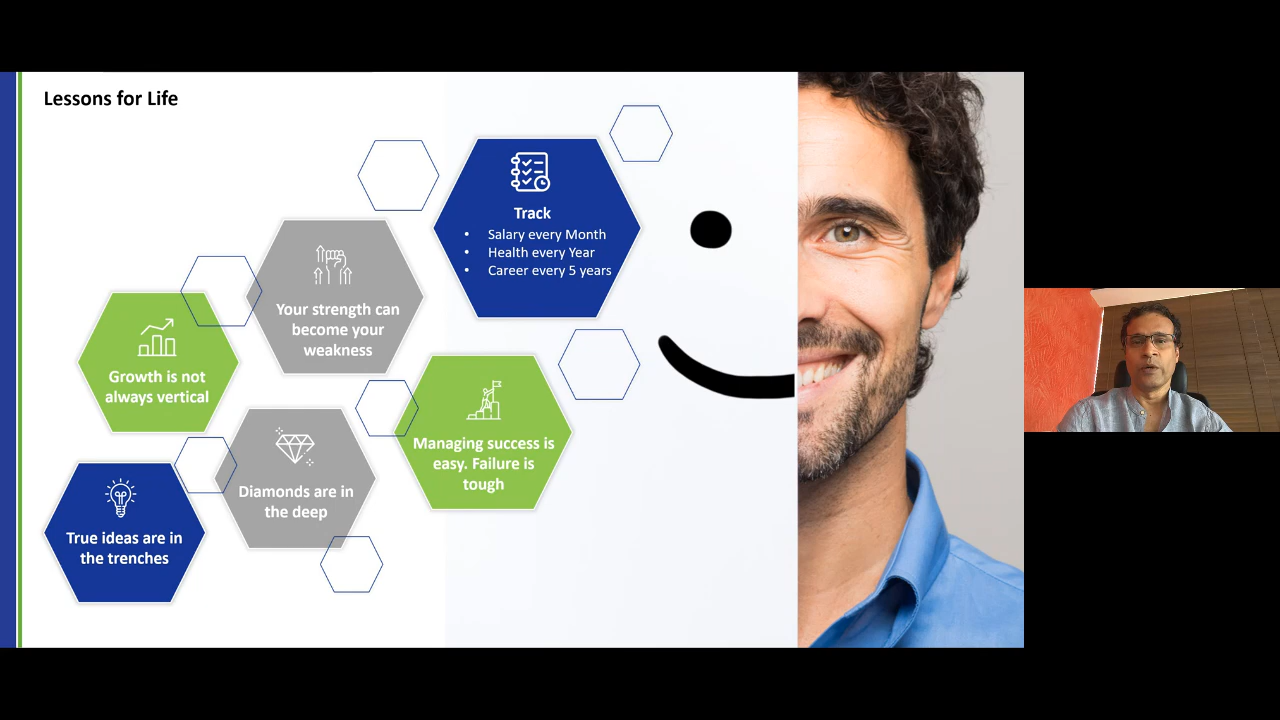 Lessons for Life
Track
• Salary every Month
• Health every Year
• Career every 5 years
Your strength can
become your
weakness
Growth is not
always vertical
Managing success is
easy. Failure is
tough
Diamonds are in
the deep
True ideas are in
the trenches